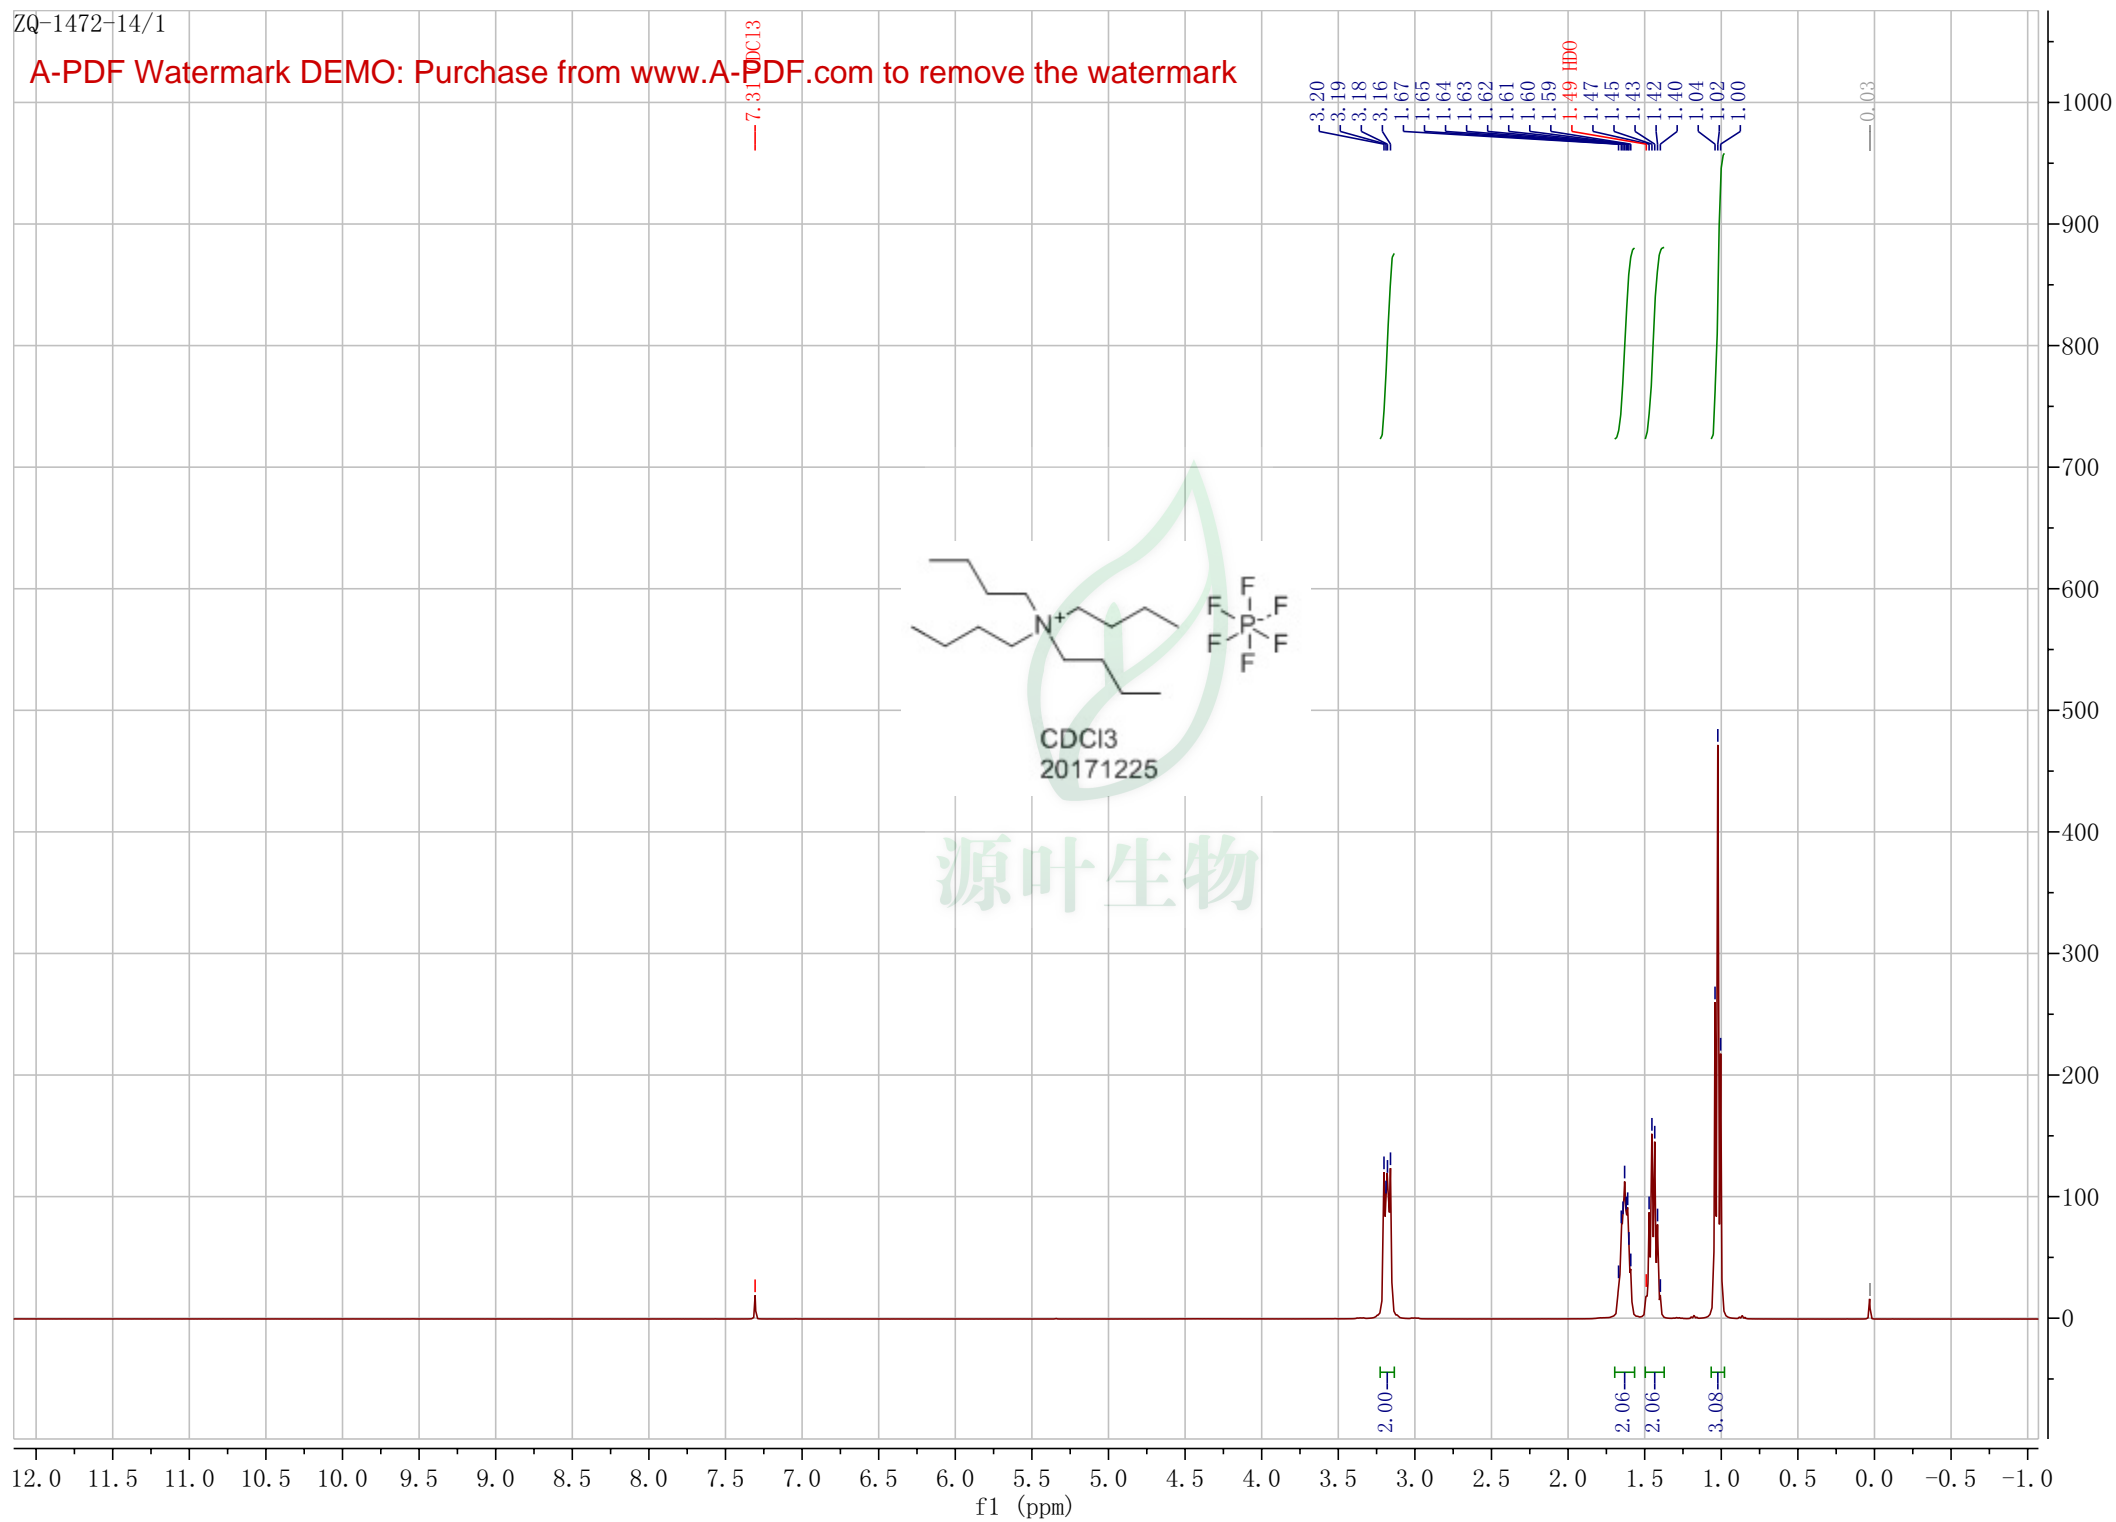 ZQ-1472-14/1
A-PDF Watermark DEMO: Purchase from www.A-PDF.com to remove the watermark
7.31 CDCl3
3.20
3.19
3.18
3.16
1.67
1.65
1.64
1.63
1.62
1.61
1.60
1.59
1.49 HDO
1.47
1.45
1.43
1.42
1.40
1.04
1.02
1.00
0.03
1000
900
800
700
600
500
400
300
200
100
0
N+
F
F F
P-
F F
F
CDCl3
20171225
源叶生物
2.00
2.06
2.06
3.08
12.0 11.5 11.0 10.5 10.0 9.5 9.0 8.5 8.0 7.5 7.0 6.5 6.0 5.5 5.0 4.5 4.0 3.5 3.0 2.5 2.0 1.5 1.0 0.5 0.0 -0.5 -1.0
f1 (ppm)